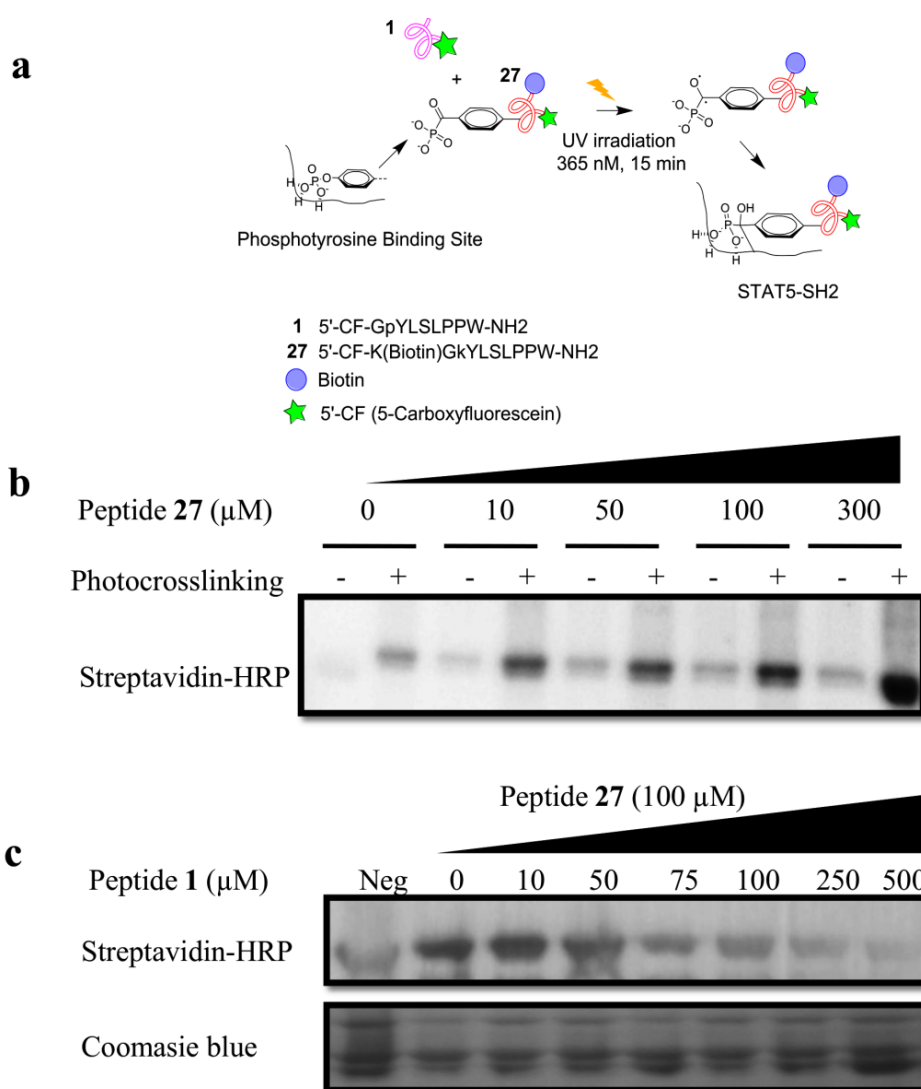 a
1
+
27
UV irradiation
365 nM, 15 min
Phosphotyrosine Binding Site
STAT5-SH2
1 5'-CF-GpYLSLPPW-NH2
27 5'-CF-K(Biotin)GkYLSLPPW-NH2
Biotin
5'-CF (5-Carboxyfluorescein)
b
Peptide 27 (µM) 0 10 50 100 300
Photocrosslinking - + - + - + - + - +
Streptavidin-HRP
Peptide 27 (100 µM)
c
Peptide 1 (µM) Neg 0 10 50 75 100 250 500
Streptavidin-HRP
Coomasie blue